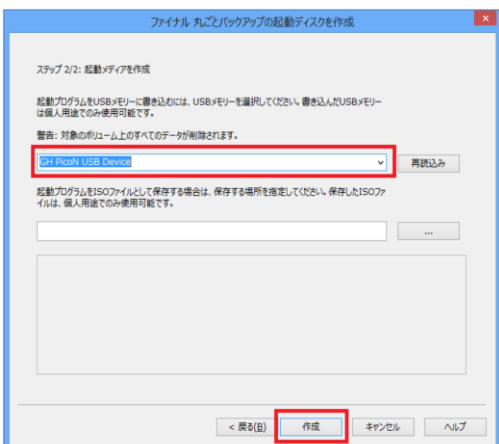 ファイナル 丸ごとバックアップの起動ディスクを作成
ステップ 2/2: 起動メディアを作成
起動プログラムをUSBメモリーに書き込むには、USBメモリーを選択してください。書き込んだUSBメモリー
は個人用途でのみ使用可能です。
警告: 対象のボリューム上のすべてのデータが削除されます。
GH PicoN USB Device
再読込み
起動プログラムをISOファイルとして保存する場合は、保存する場所を指定してください。保存したISOファ
イルは、個人用途でのみ使用可能です。
...
< 戻る(B)
作成
キャンセル
ヘルプ